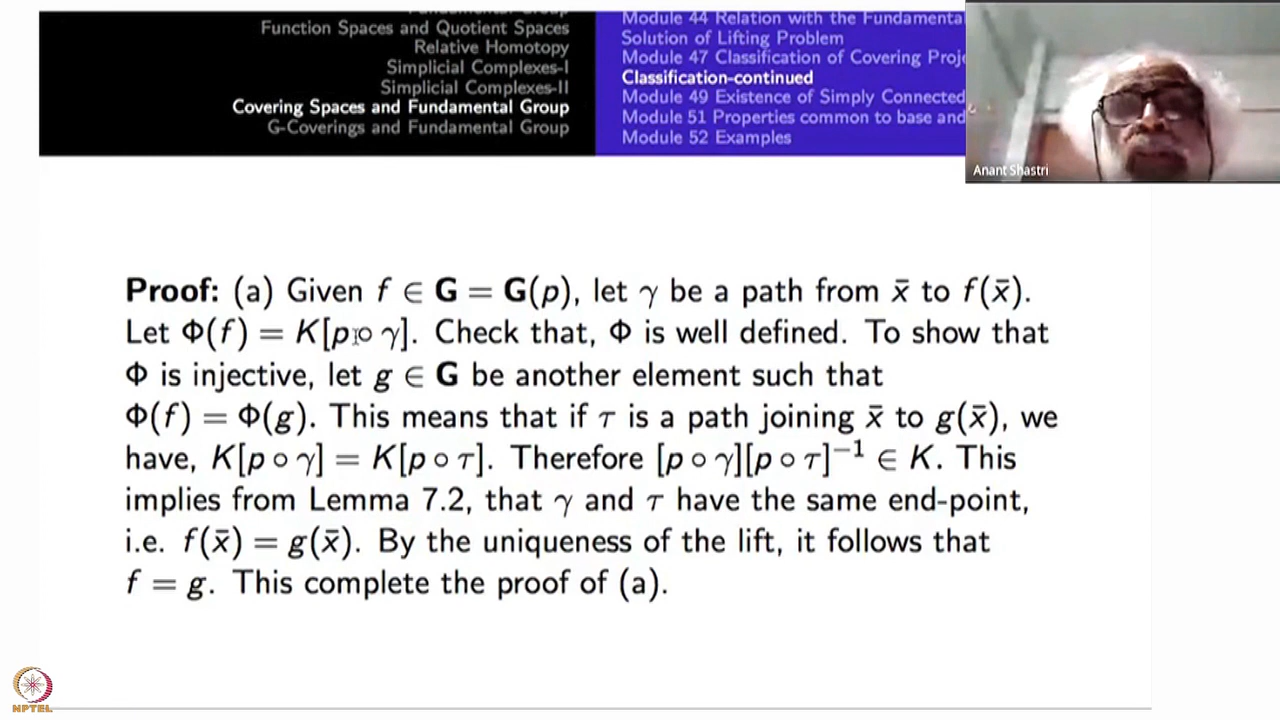 Function Spaces and Quotient Spaces
Relative Homotopy
Simplicial Complexes-I
Simplicial Complexes-II
Covering Spaces and Fundamental Group
G-Coverings and Fundamental Group
Module 44 Relation with the Fundamenta
Solution of Lifting Problem
Module 47 Classification of Covering Proje
Classification-continued
Module 49 Existence of Simply Connected
Module 51 Properties common to base and
Module 52 Examples
Anant Shastri
Proof: (a) Given f ∈ G = G(p), let γ be a path from x̄ to f(x̄).
Let Φ(f) = K[p ∘ γ]. Check that, Φ is well defined. To show that
Φ is injective, let g ∈ G be another element such that
Φ(f) = Φ(g). This means that if τ is a path joining x̄ to g(x̄), we
have, K[p ∘ γ] = K[p ∘ τ]. Therefore [p ∘ γ][p ∘ τ]⁻¹ ∈ K. This
implies from Lemma 7.2, that γ and τ have the same end-point,
i.e. f(x̄) = g(x̄). By the uniqueness of the lift, it follows that
f = g. This complete the proof of (a).
NPTEL